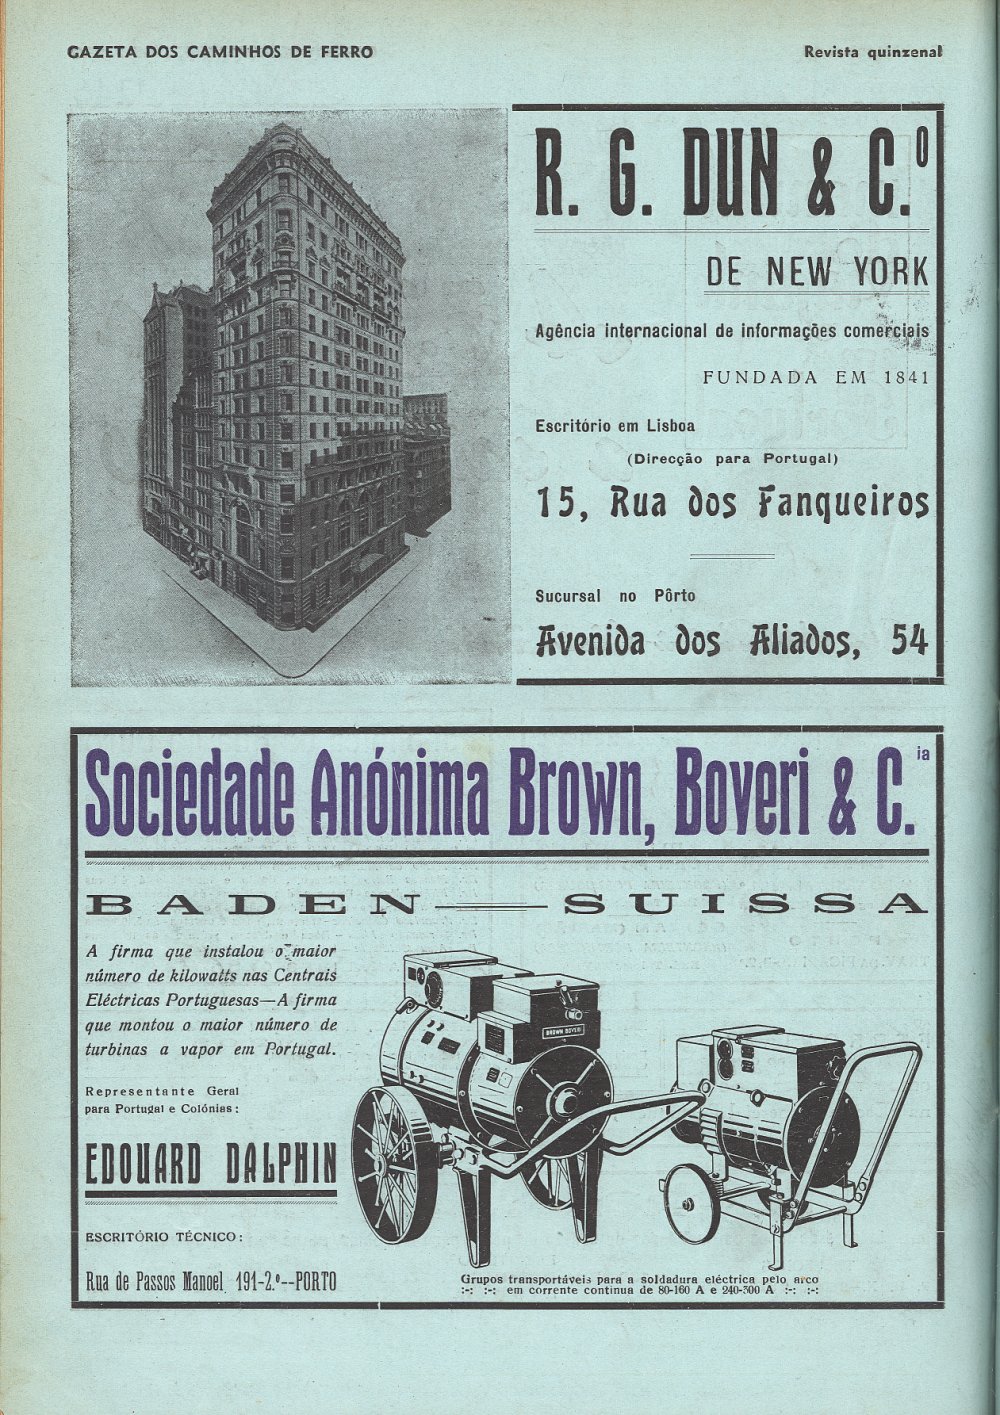 GAZETA DOS CAMINHOS DE FERRO
Revista quinzenal
R. G. DUN & C.º
DE NEW YORK
Agência internacional de informações comerciais
FUNDADA EM 1841
Escritório em Lisboa
(Direcção para Portugal)
15, Rua dos Fanqueiros
Sucursal no Pôrto
Avenida dos Aliados, 54
Sociedade Anónima Brown, Boveri & C.ia
BADEN — SUISSA
A firma que instalou o maior
número de kilowatts nas Centrais
Eléctricas Portuguesas—A firma
que montou o maior número de
turbinas a vapor em Portugal.
Representante Geral
para Portugal e Colónias:
EDOUARD DALPHIN
ESCRITÓRIO TÉCNICO:
Rua de Passos Manoel, 191-2.º--PORTO
BROWN BOVERI
Grupos transportáveis para a soldadura eléctrica pelo arco
:-: :-: em corrente contínua de 80-160 A e 240-300 A :-: :-: